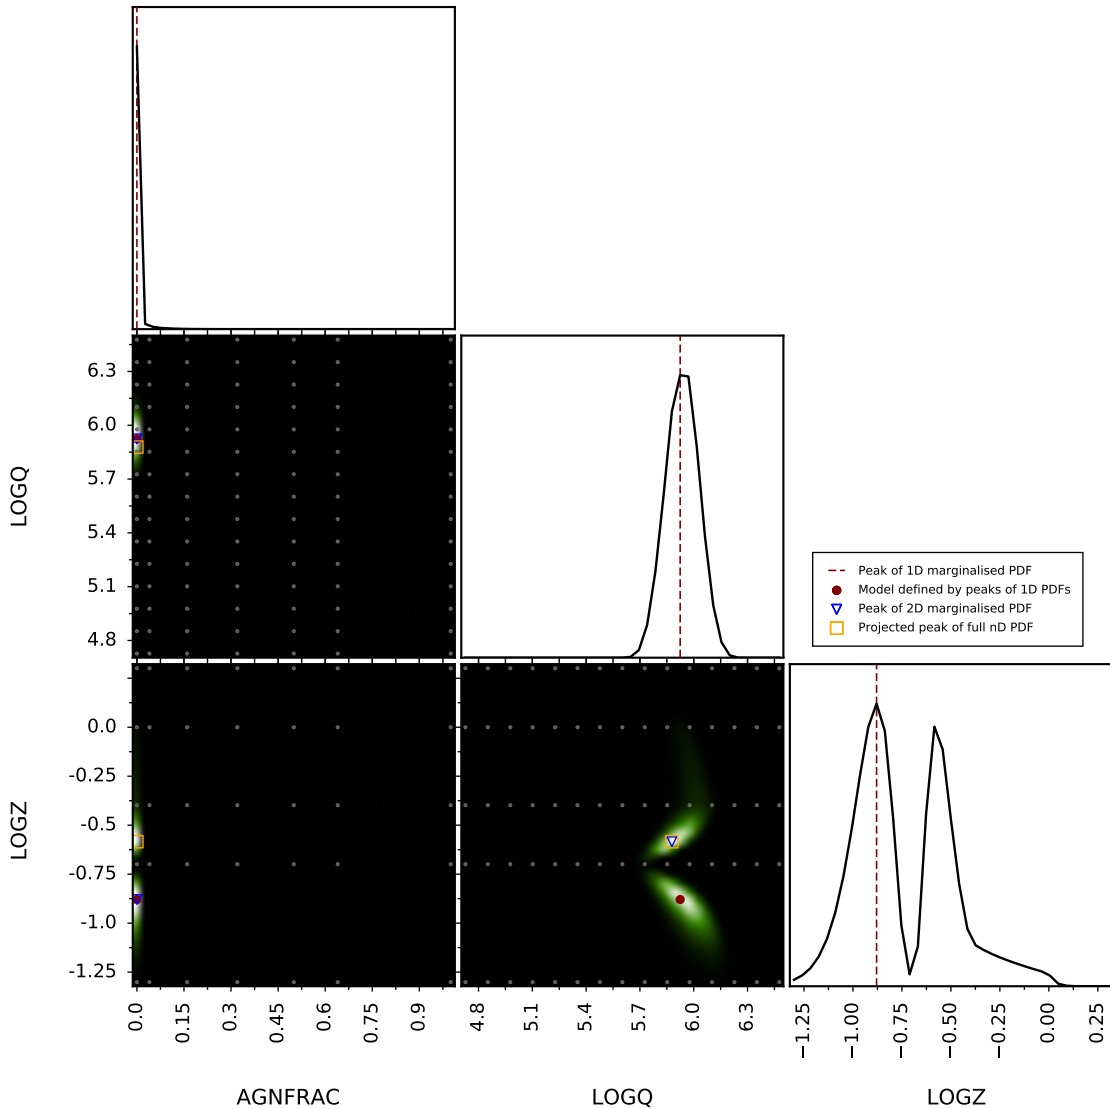 LOGQ
6.3
6.0
5.7
5.4
5.1
4.8
Peak of 1D marginalised PDF
Model defined by peaks of 1D PDFs
Peak of 2D marginalised PDF
Projected peak of full nD PDF
LOGZ
0.0
-0.25
-0.5
-0.75
-1.0
-1.25
0.0 0.15 0.3 0.45 0.6 0.75 0.9
4.8 5.1 5.4 5.7 6.0 6.3
−1.25 −1.00 −0.75 −0.50 −0.25 0.00 0.25
AGNFRAC
LOGQ
LOGZ